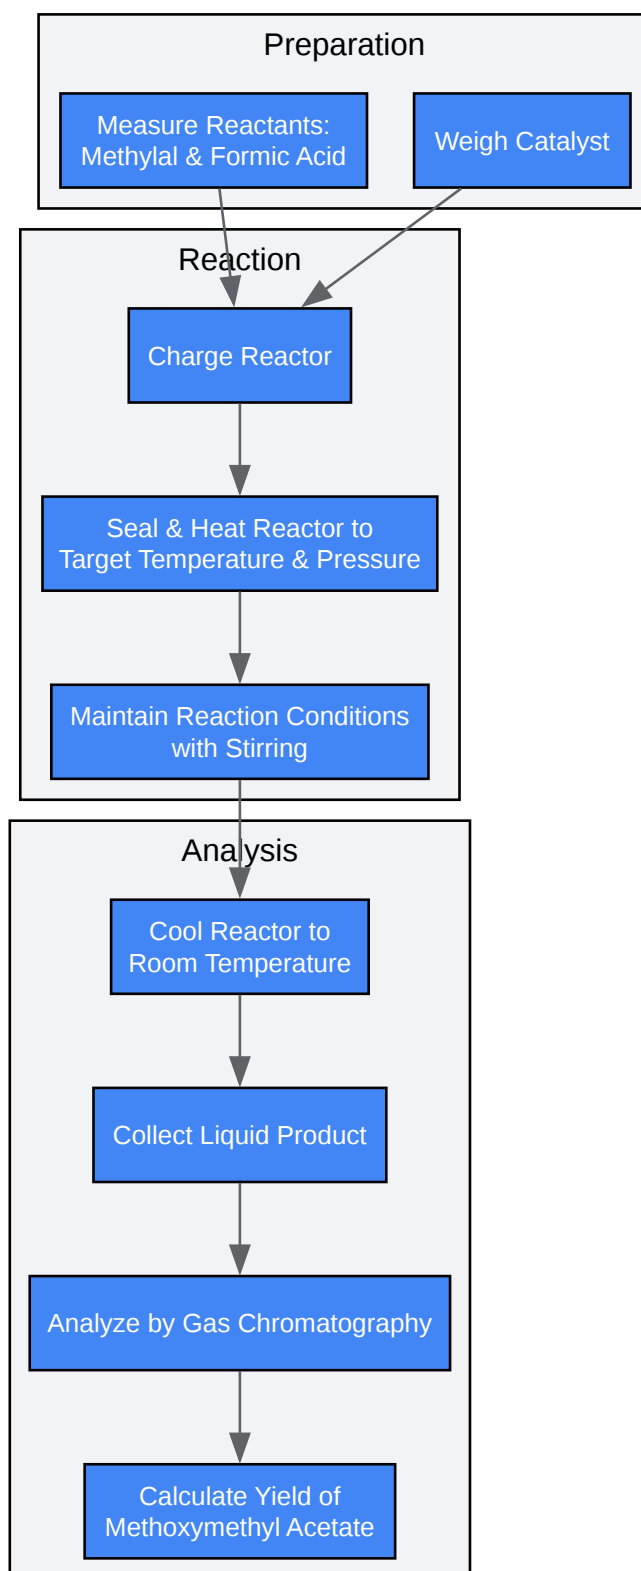 Preparation
Measure Reactants:
Methylal & Formic Acid
Weigh Catalyst
Reaction
Charge Reactor
Seal & Heat Reactor to
Target Temperature & Pressure
Maintain Reaction Conditions
with Stirring
Analysis
Cool Reactor to
Room Temperature
Collect Liquid Product
Analyze by Gas Chromatography
Calculate Yield of
Methoxymethyl Acetate